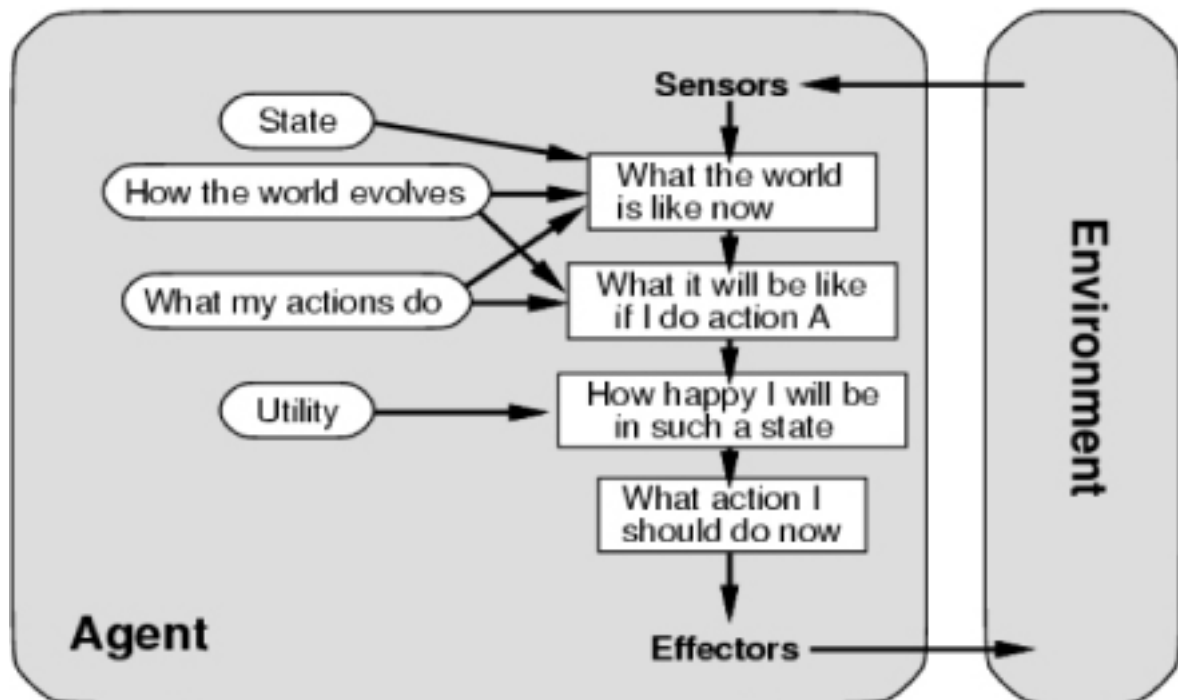 Sensors
State
What the world
is like now
How the world evolves
What it will be like
if I do action A
What my actions do
How happy I will be
in such a state
Utility
What action I
should do now
Agent
Effectors
Environment